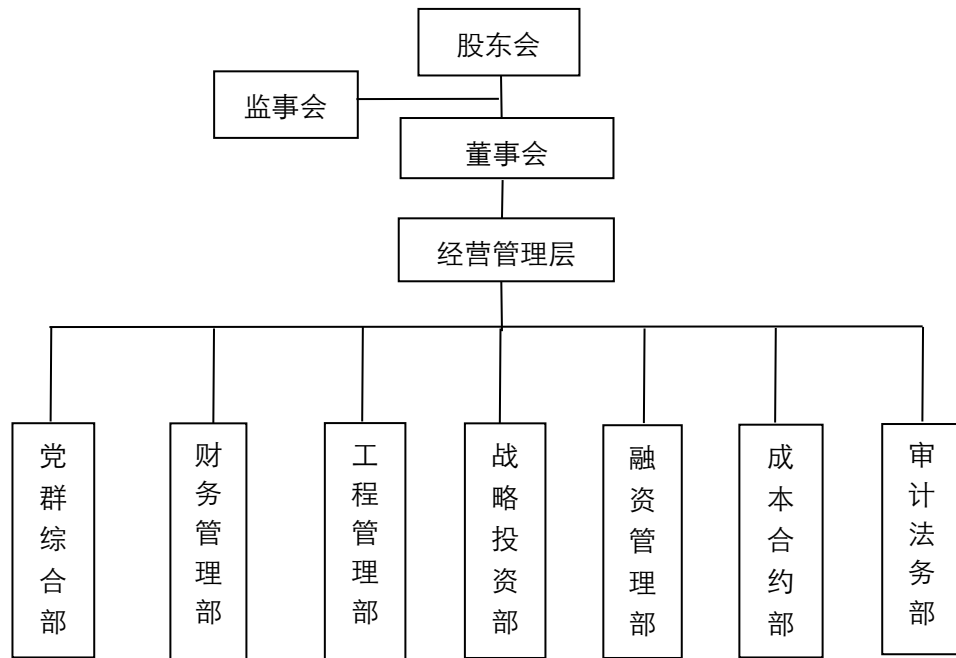 股东会
监事会
董事会
经营管理层
党群综合部
财务管理部
工程管理部
战略投资部
融资管理部
成本合约部
审计法务部